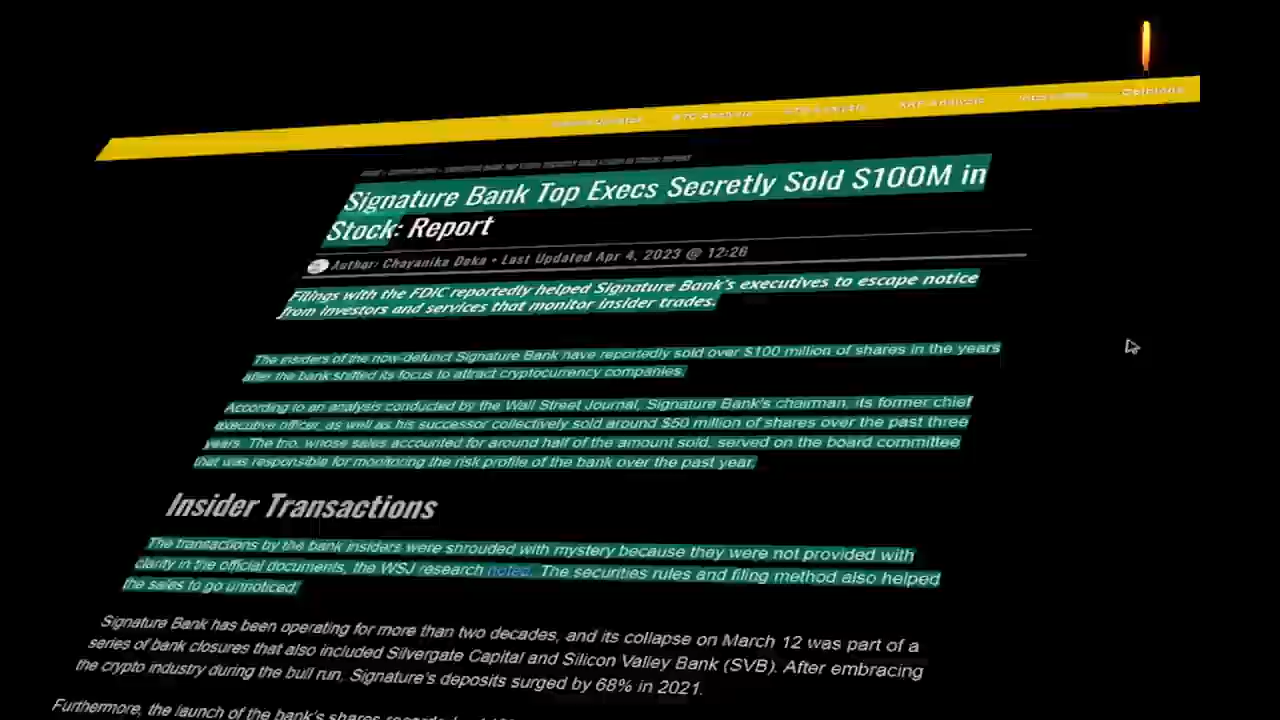 BTC Analysis
XRP Analysis
Opinions
Signature Bank Top Execs Secretly Sold $100M in
Stock: Report
Author: Chayanika Deka • Last Updated Apr 4, 2023 @ 12:26
Filings with the FDIC reportedly helped Signature Bank's executives to escape notice
from investors and services that monitor insider trades.
The insiders of the now-defunct Signature Bank have reportedly sold over $100 million of shares in the years
after the bank shifted its focus to attract cryptocurrency companies.
According to an analysis conducted by the Wall Street Journal, Signature Bank's chairman, its former chief
executive officer, as well as his successor collectively sold around $50 million of shares over the past three
years. The trio, whose sales accounted for around half of the amount sold, served on the board committee
that was responsible for monitoring the risk profile of the bank over the past year.
Insider Transactions
The transactions by the bank insiders were shrouded with mystery because they were not provided with
clarity in the official documents, the WSJ research noted. The securities rules and filing method also helped
the sales to go unnoticed.
Signature Bank has been operating for more than two decades, and its collapse on March 12 was part of a
series of bank closures that also included Silvergate Capital and Silicon Valley Bank (SVB). After embracing
the crypto industry during the bull run, Signature's deposits surged by 68% in 2021.
Furthermore, the launch of the bank's shares